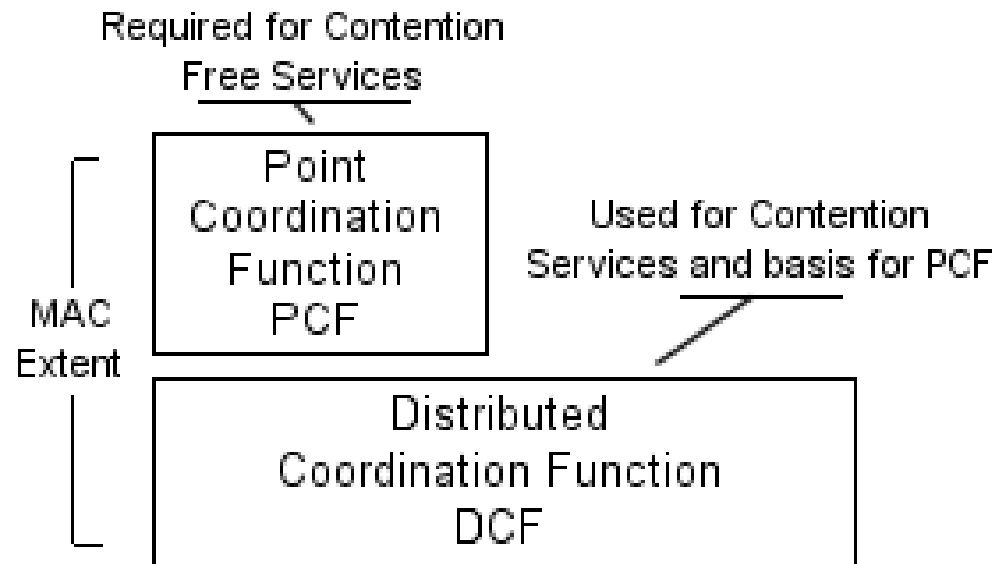 Required for Contention
Free Services
Point
Coordination
Function
PCF
Used for Contention
Services and basis for PCF
MAC
Extent
Distributed
Coordination Function
DCF